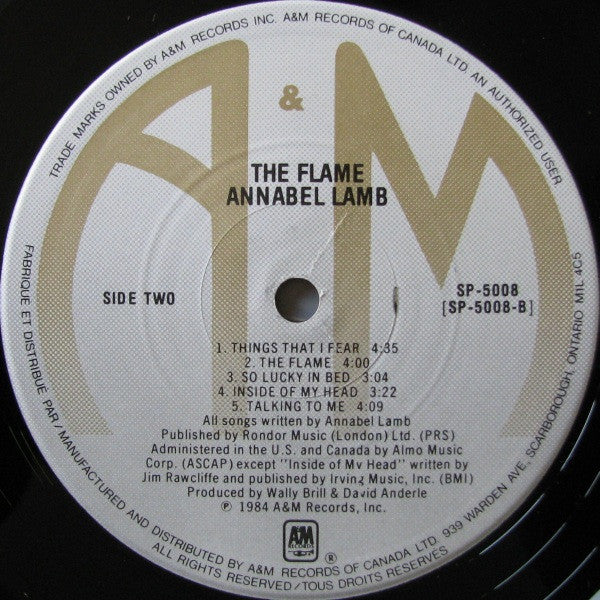 TRADE MARKS OWNED BY A&M RECORDS INC. A&M RECORDS OF CANADA LTD. AN AUTHORIZED USER
&
THE FLAME
ANNABEL LAMB
SIDE TWO
SP-5008
[SP-5008-B]
1. THINGS THAT I FEAR 4:35
2. THE FLAME 4:00
3. SO LUCKY IN BED 3:04
4. INSIDE OF MY HEAD 3:22
5. TALKING TO ME 4:09
All songs written by Annabel Lamb
Published by Rondor Music (London) Ltd. (PRS)
Administered in the U.S. and Canada by Almo Music
Corp. (ASCAP) except "Inside of My Head" written by
Jim Rawcliffe and published by Irving Music, Inc. (BMI)
Produced by Wally Brill & David Anderle
℗ 1984 A&M Records, Inc.
A&M
RECORDS
®
FABRIQUÉ ET DISTRIBUÉ PAR / MANUFACTURED AND DISTRIBUTED BY A&M RECORDS OF CANADA LTD. 939 WARDEN AVE., SCARBOROUGH, ONTARIO M1L 4C5
ALL RIGHTS RESERVED/TOUS DROITS RÉSERVÉS